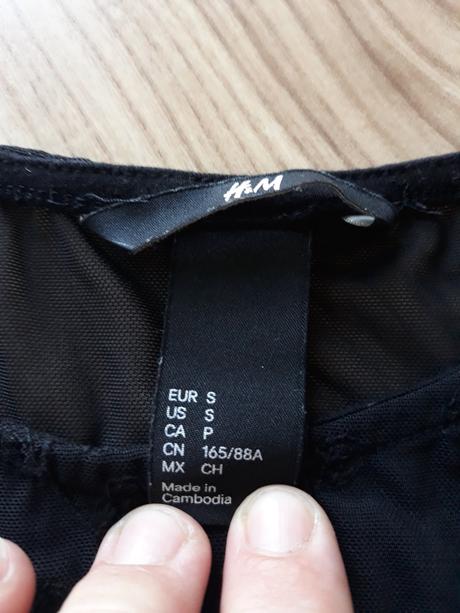 H&M
EUR S
US S
CA P
CN 165/88A
MX CH
Made in
Cambodia